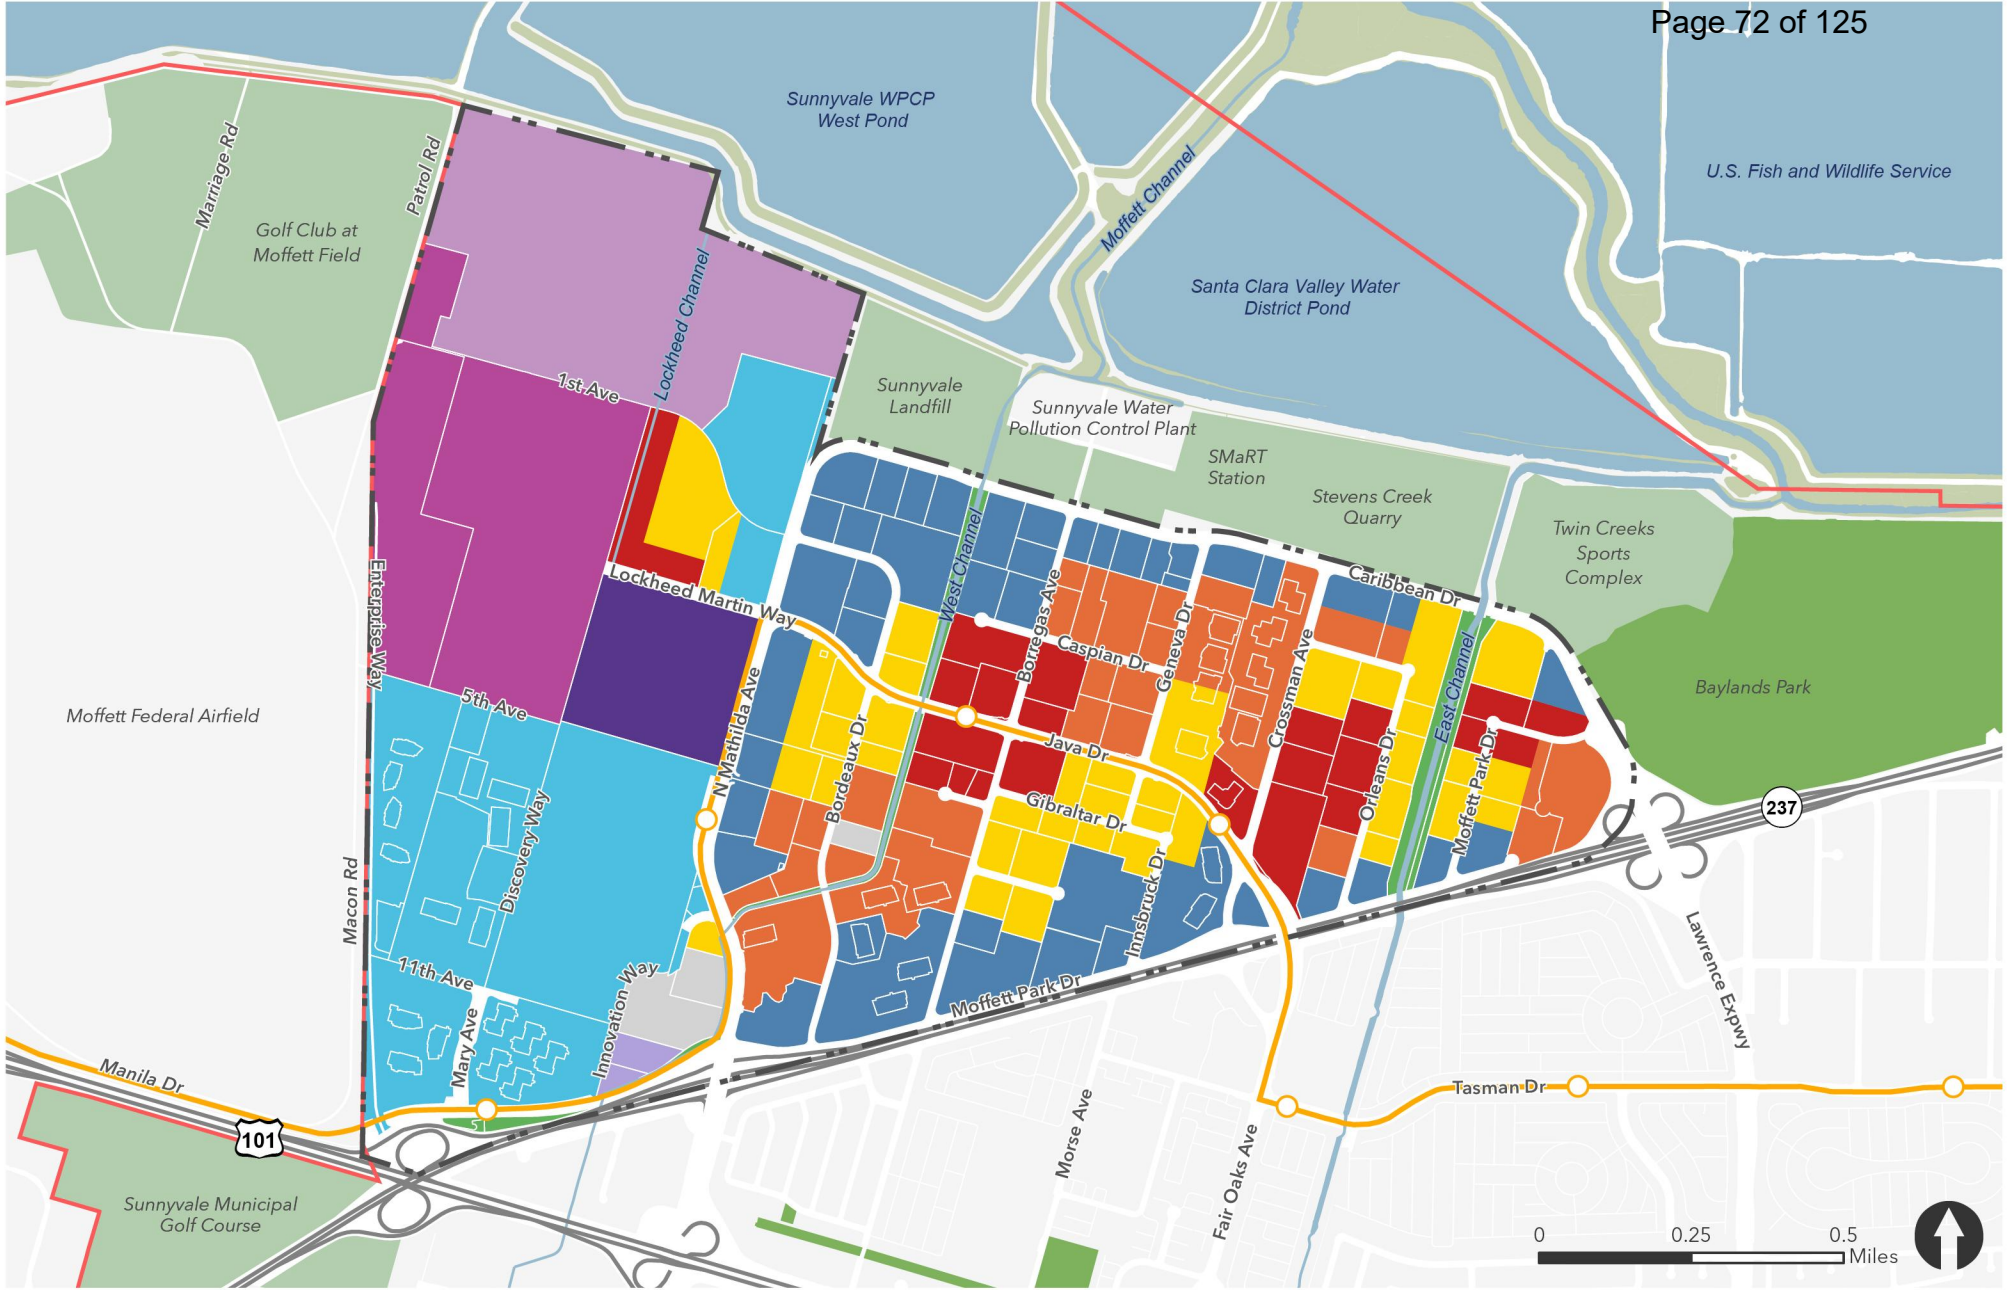 Page 72 of 125
Sunnyvale WPCP
West Pond
Marriage Rd
Patrol Rd
Moffett Channel
U.S. Fish and Wildlife Service
Golf Club at
Moffett Field
Lockheed Channel
Santa Clara Valley Water
District Pond
1st Ave
Sunnyvale
Landfill
Sunnyvale Water
Pollution Control Plant
SMaRT
Station
Stevens Creek
Quarry
Twin Creeks
Sports
Complex
West Channel
Enterprise Way
Lockheed Martin Way
Borregas Ave
Caribbean Dr
Geneva Dr
Caspian Dr
Crossman Ave
East Channel
Baylands Park
Moffett Federal Airfield
5th Ave
N Mathilda Ave
Bordeaux Dr
Java Dr
Orleans Dr
Moffett Park Dr
Gibraltar Dr
237
Discovery Way
Macon Rd
Innsbruck Dr
Lawrence Expwy
11th Ave
Innovation Way
Moffett Park Dr
Mary Ave
Manila Dr
Tasman Dr
101
Morse Ave
Fair Oaks Ave
Sunnyvale Municipal
Golf Course
0 0.25 0.5
Miles